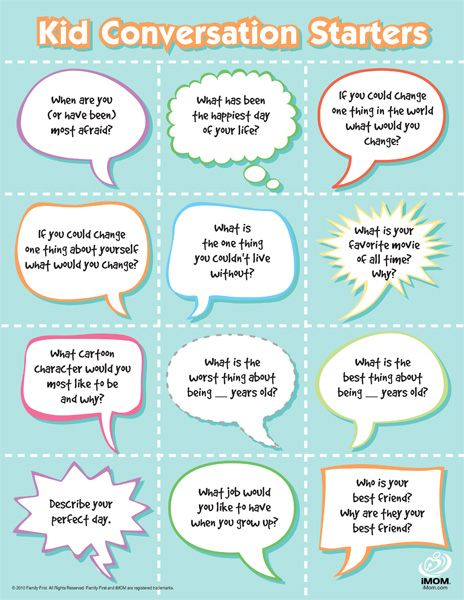 Kid Conversation Starters
When are you
(or have been)
most afraid?
What has been
the happiest day
of your life?
If you could change
one thing in the world
what would you
change?
If you could change
one thing about yourself
what would you change?
What is
the one thing
you couldn't live
without?
What is your
favorite movie
of all time?
Why?
What cartoon
character would you
most like to be
and why?
What is the
worst thing about
being __ years old?
What is the
best thing about
being __ years old?
Describe your
perfect day.
What job would
you like to have
when you grow up?
Who is your
best friend?
Why are they your
best friend?
© 2010 Family First. All Rights Reserved. Family First and iMOM are registered trademarks.
iMOM
iMom.com